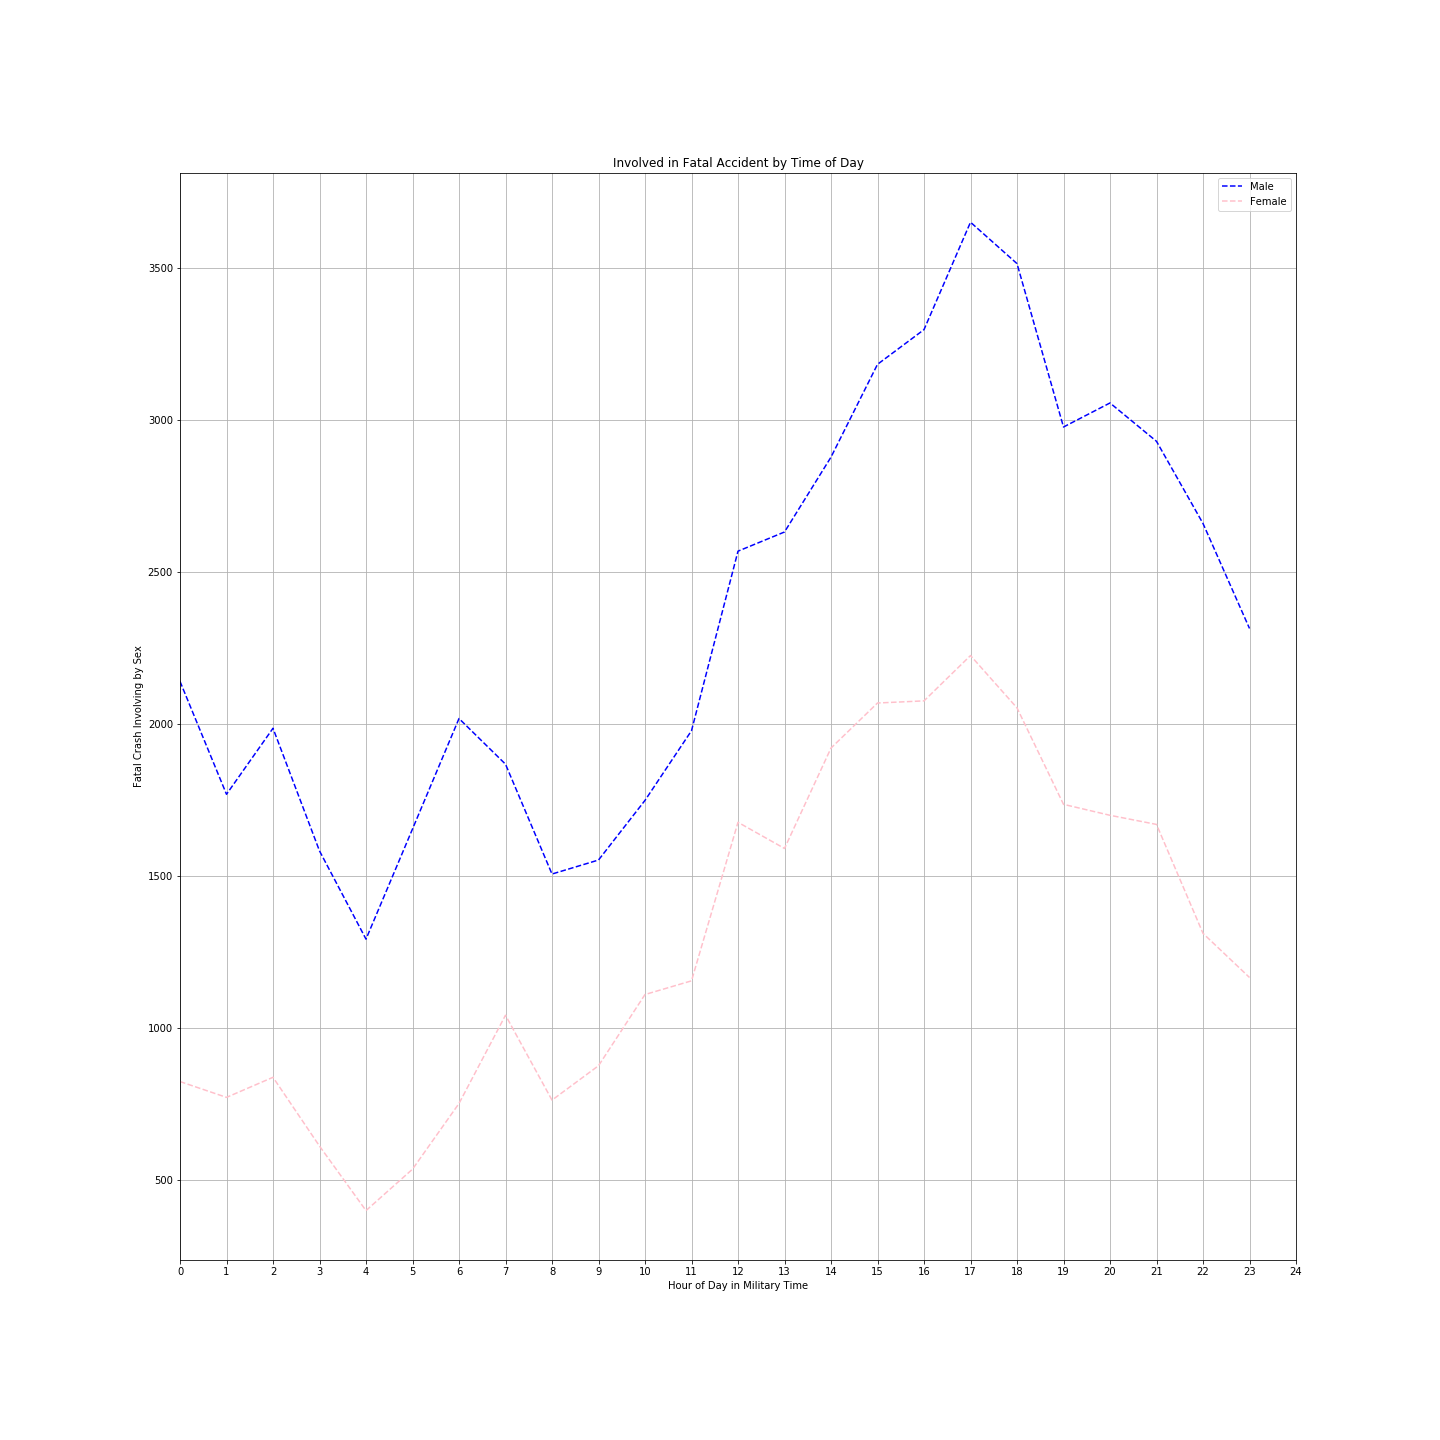 Involved in Fatal Accident by Time of Day
Male
Female
3500
3000
2500
2000
1500
1000
500
Fatal Crash Involving by Sex
0 1 2 3 4 5 6 7 8 9 10 11 12 13 14 15 16 17 18 19 20 21 22 23 24
Hour of Day in Military Time